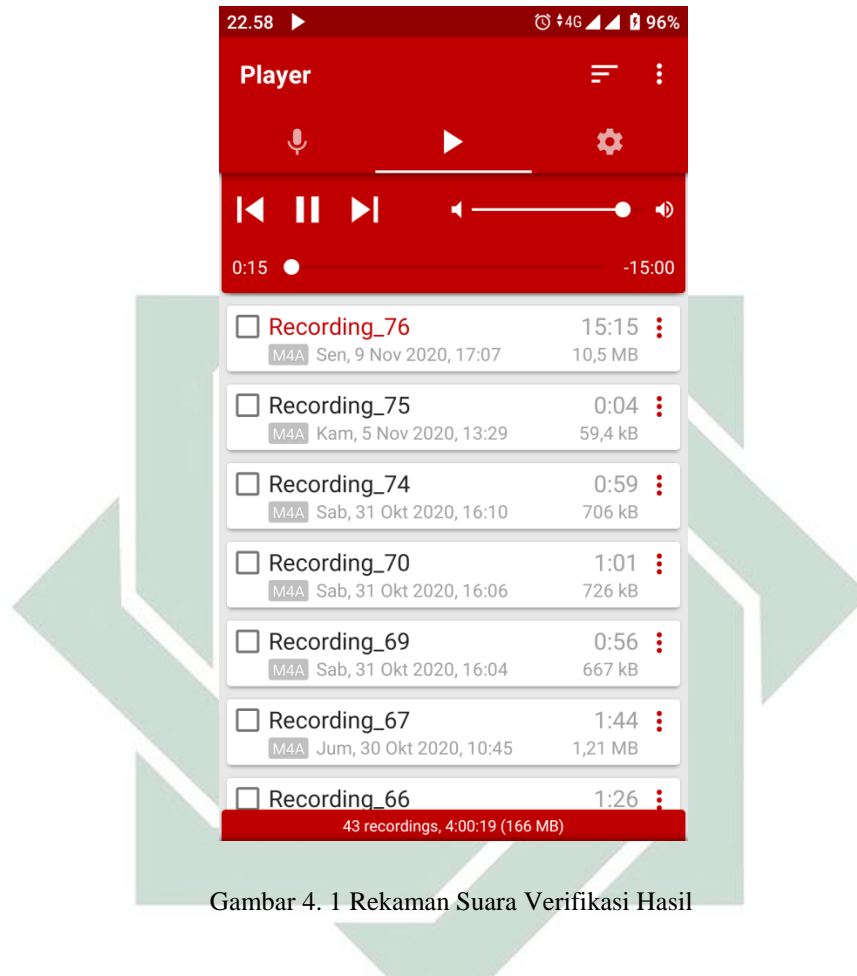 22.58 4G 96%
Player
0:15 -15:00
Recording_76 15:15
M4A Sen, 9 Nov 2020, 17:07 10,5 MB
Recording_75 0:04
M4A Kam, 5 Nov 2020, 13:29 59,4 kB
Recording_74 0:59
M4A Sab, 31 Okt 2020, 16:10 706 kB
Recording_70 1:01
M4A Sab, 31 Okt 2020, 16:06 726 kB
Recording_69 0:56
M4A Sab, 31 Okt 2020, 16:04 667 kB
Recording_67 1:44
M4A Jum, 30 Okt 2020, 10:45 1,21 MB
Recording_66 1:26
43 recordings, 4:00:19 (166 MB)
Gambar 4. 1 Rekaman Suara Verifikasi Hasil